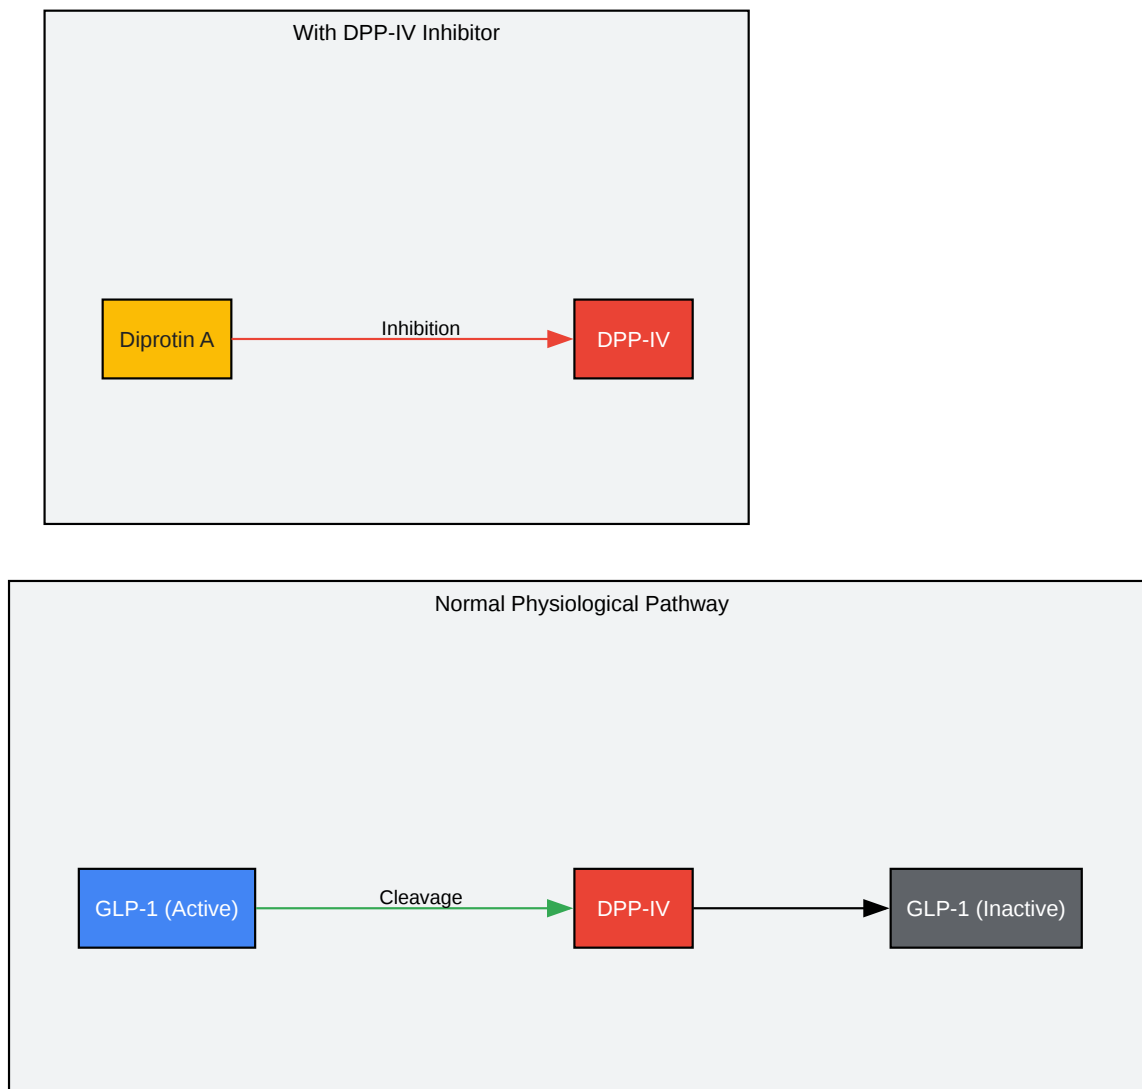 With DPP-IV Inhibitor
Diprotin A
Inhibition
DPP-IV
Normal Physiological Pathway
GLP-1 (Active)
Cleavage
DPP-IV
GLP-1 (Inactive)